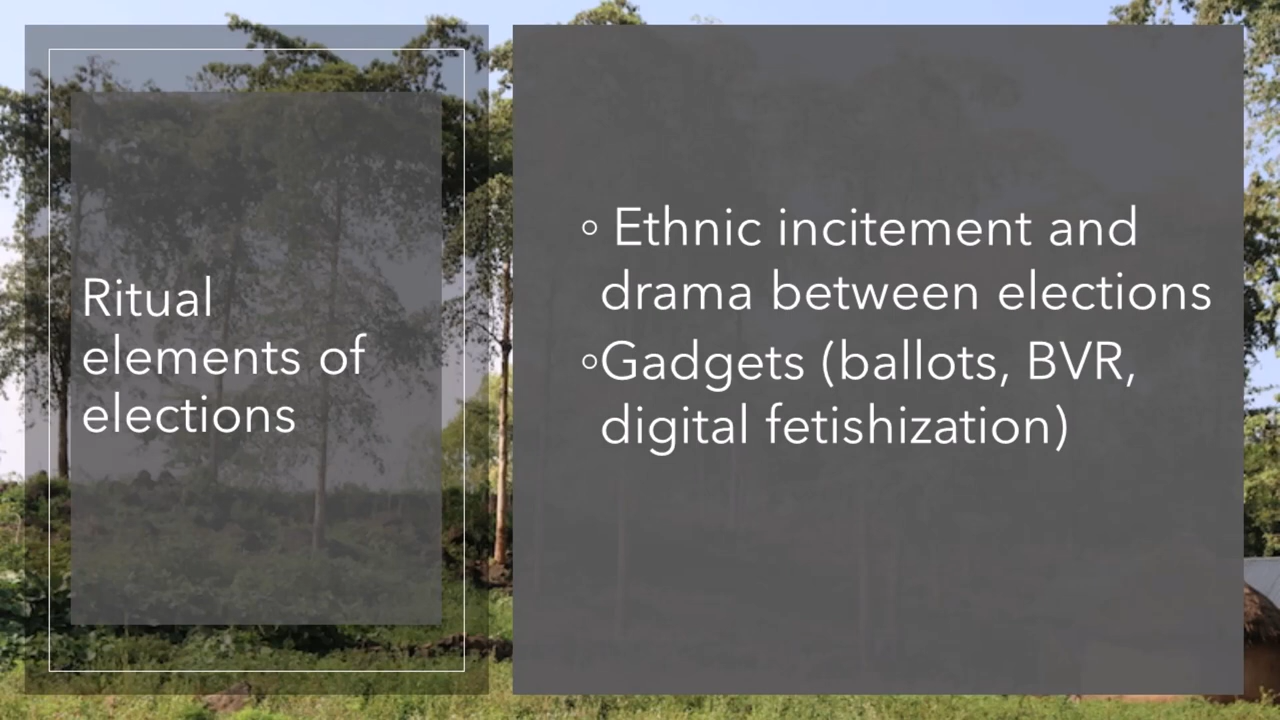 Ritual
elements of
elections
◦ Ethnic incitement and
drama between elections
◦Gadgets (ballots, BVR,
digital fetishization)